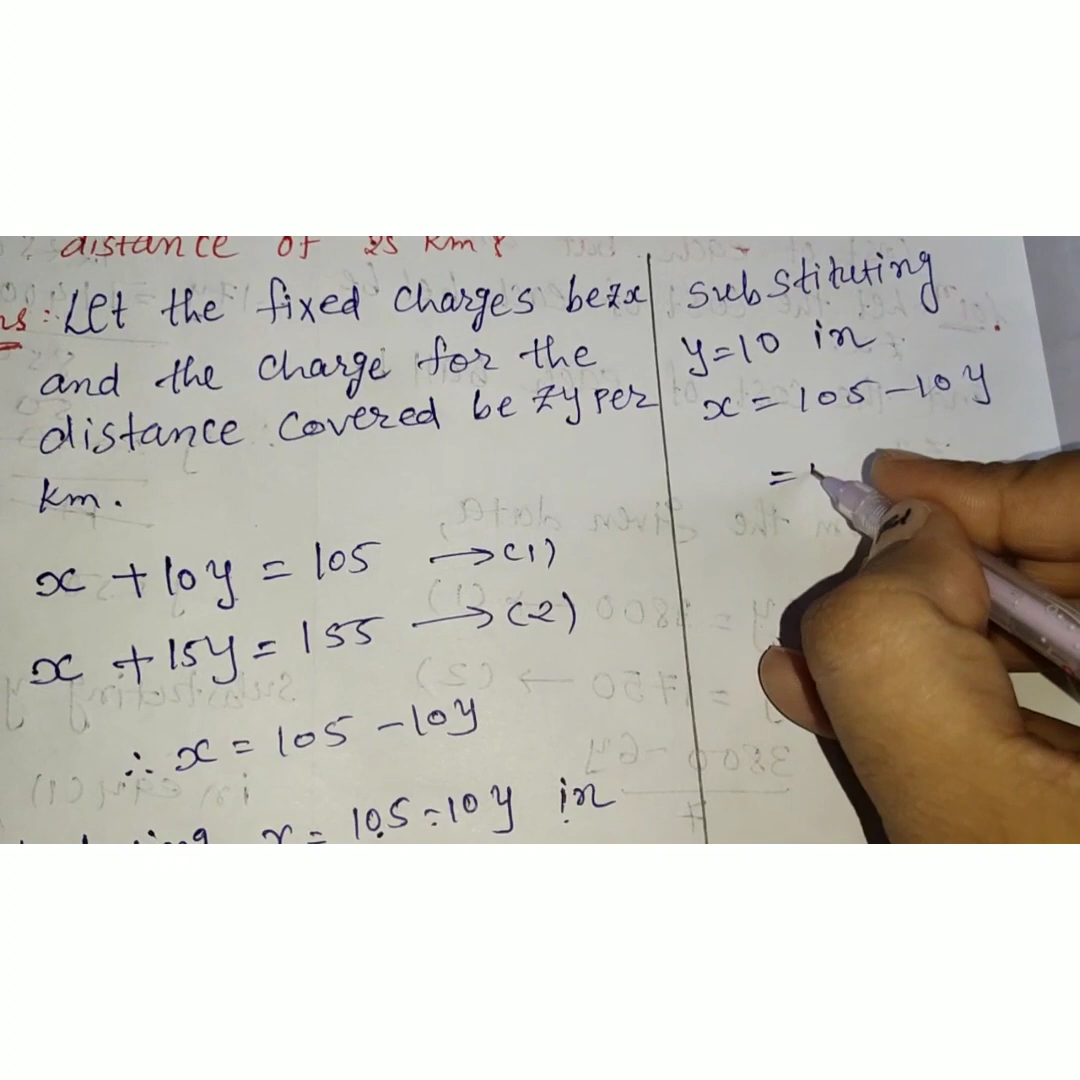 distance of 25 km?
ns: Let the fixed charges be ₹x
and the charge for the
distance covered be ₹y per
km.
x + 10y = 105 → (1)
x + 15y = 155 → (2)
∴ x = 105 - 10y
x = 105 - 10y in
substituting
y = 10 in
x = 105 - 10y
=